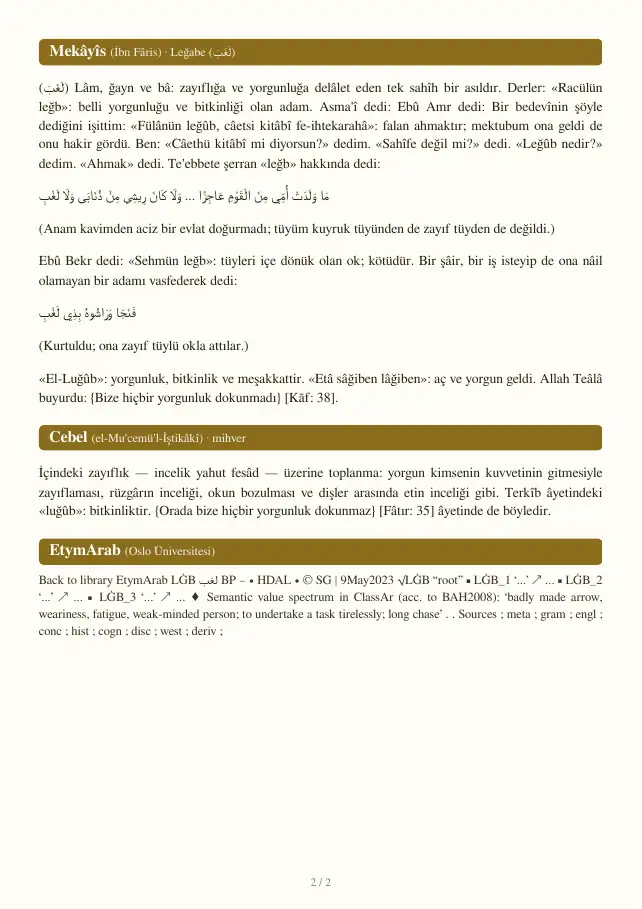 Mekâyîs (İbn Fâris) · Leğabe (لَغَبَ)
(لَغَبَ) Lâm, ğayn ve bâ: zayıflığa ve yorgunluğa delâlet eden tek sahîh bir asıldır. Derler: «Racülün
leğb»: belli yorgunluğu ve bitkinliği olan adam. Asma'î dedi: Ebû Amr dedi: Bir bedevînin şöyle
dediğini işittim: «Fülânün leğûb, câetsi kitâbî fe-ihtekarahâ»: falan ahmaktır; mektubum ona geldi de
onu hakir gördü. Ben: «Câethü kitâbî mi diyorsun?» dedim. «Sahîfe değil mi?» dedi. «Leğûb nedir?»
dedim. «Ahmak» dedi. Te'ebbete şerran «leğb» hakkında dedi:
مَا وَلَدَتْ أُمِّي مِنَ الْقَوْمِ عَاجِزًا ... وَلَا كَانَ رِيشِي مِنْ ذُنَابَى وَلَا لَغْبِ
(Anam kavimden aciz bir evlat doğurmadı; tüyüm kuyruk tüyünden de zayıf tüyden de değildi.)
Ebû Bekr dedi: «Sehmün leğb»: tüyleri içe dönük olan ok; kötüdür. Bir şâir, bir iş isteyip de ona nâil
olamayan bir adamı vasfederek dedi:
فَنَجَا وَرَاشُوهُ بِذِي لَغْبِ
(Kurtuldu; ona zayıf tüylü okla attılar.)
«El-Luğûb»: yorgunluk, bitkinlik ve meşakkattir. «Etâ sâğiben lâğiben»: aç ve yorgun geldi. Allah Teâlâ
buyurdu: {Bize hiçbir yorgunluk dokunmadı} [Kāf: 38].
Cebel (el-Mu'cemü'l-İştikâkî) · mihver
İçindeki zayıflık — incelik yahut fesâd — üzerine toplanma: yorgun kimsenin kuvvetinin gitmesiyle
zayıflaması, rüzgârın inceliği, okun bozulması ve dişler arasında etin inceliği gibi. Terkîb âyetindeki
«luğûb»: bitkinliktir. {Orada bize hiçbir yorgunluk dokunmaz} [Fâtır: 35] âyetinde de böyledir.
EtymArab (Oslo Üniversitesi)
Back to library EtymArab LĠB لغب BP – • HDAL • © SG | 9May2023 √LĠB “root” ▪ LĠB_1 ‘...’ ↗ ... ▪ LĠB_2
‘...’ ↗ ... ▪ LĠB_3 ‘...’ ↗ ... ♦ Semantic value spectrum in ClassAr (acc. to BAH2008): ‘badly made arrow,
weariness, fatigue, weak-minded person; to undertake a task tirelessly; long chase’ . . Sources ; meta ; gram ; engl ;
conc ; hist ; cogn ; disc ; west ; deriv ;
2 / 2